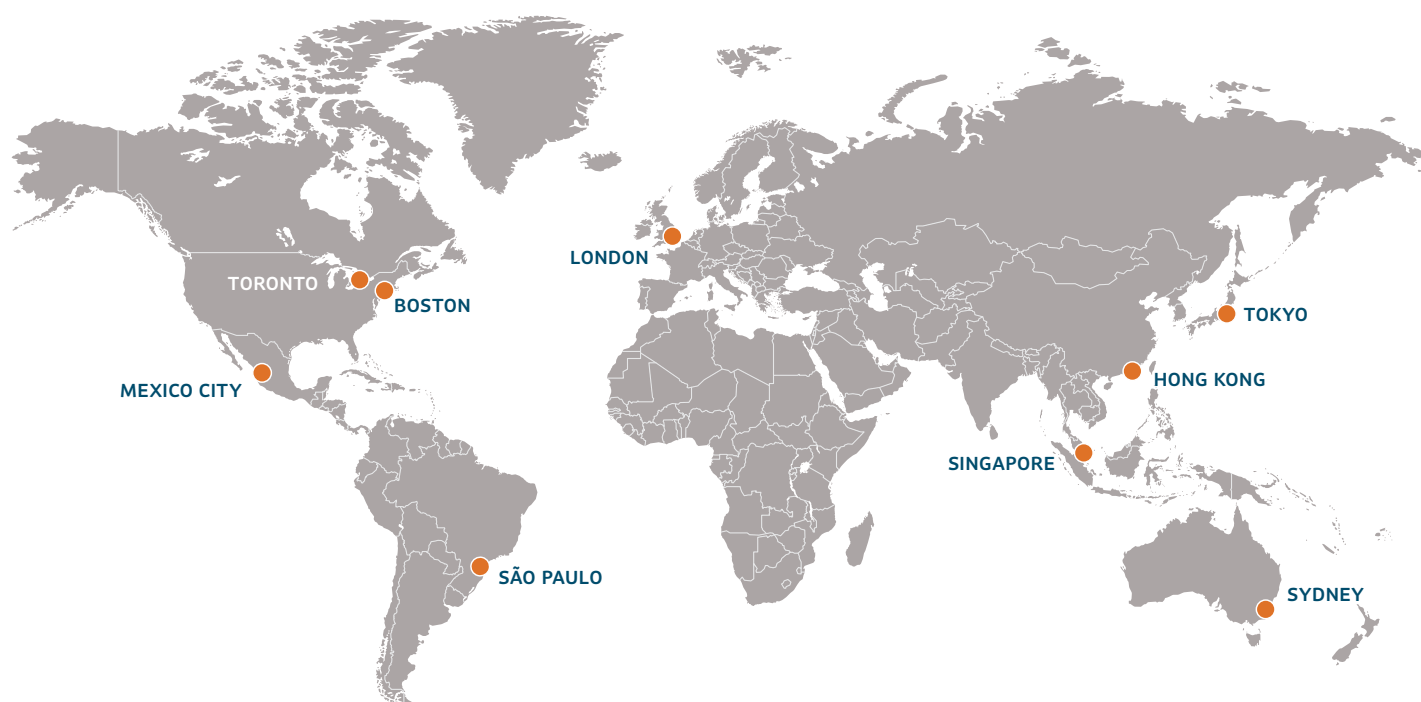 LONDON
TORONTO
BOSTON
TOKYO
HONG KONG
MEXICO CITY
SINGAPORE
SÃO PAULO
SYDNEY